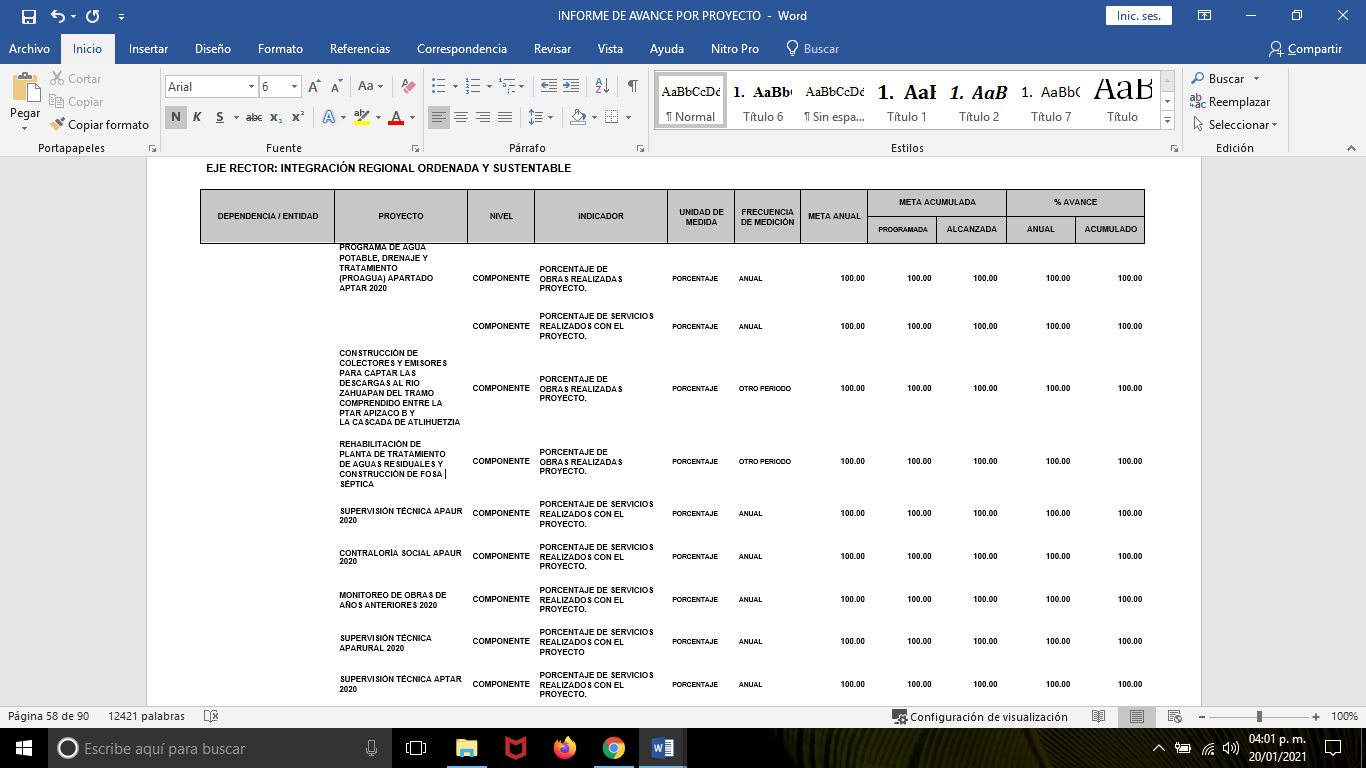 INFORME DE AVANCE POR PROYECTO - Word
Inic. ses.
Archivo Inicio Insertar Diseño Formato Referencias Correspondencia Revisar Vista Ayuda Nitro Pro Buscar Compartir
Pegar
Cortar
Copiar
Copiar formato
Portapapeles
Arial 6
N K S abc x₂ x²
Fuente
Párrafo
AaBbCcDd ¶ Normal
1. AaBb( Título 6
AaBbCcDd ¶ Sin espa...
1. AaB Título 1
1. AaB Título 2
1. AaBb( Título 7
AaB Título
Estilos
Buscar
Reemplazar
Seleccionar
Edición
EJE RECTOR: INTEGRACIÓN REGIONAL ORDENADA Y SUSTENTABLE
DEPENDENCIA / ENTIDAD PROYECTO NIVEL INDICADOR UNIDAD DE MEDIDA FRECUENCIA DE MEDICIÓN META ANUAL META ACUMULADA % AVANCE
PROGRAMADA ALCANZADA ANUAL ACUMULADO
PROGRAMA DE AGUA
POTABLE, DRENAJE Y
TRATAMIENTO
(PROAGUA) APARTADO
APTAR 2020
COMPONENTE
PORCENTAJE DE
OBRAS REALIZADAS
PROYECTO.
PORCENTAJE ANUAL 100.00 100.00 100.00 100.00 100.00
COMPONENTE
PORCENTAJE DE SERVICIOS
REALIZADOS CON EL
PROYECTO.
PORCENTAJE ANUAL 100.00 100.00 100.00 100.00 100.00
CONSTRUCCIÓN DE
COLECTORES Y EMISORES
PARA CAPTAR LAS
DESCARGAS AL RIO
ZAHUAPAN DEL TRAMO
COMPRENDIDO ENTRE LA
PTAR APIZACO B Y
LA CASCADA DE ATLIHUETZIA
COMPONENTE
PORCENTAJE DE
OBRAS REALIZADAS
PROYECTO.
PORCENTAJE OTRO PERIODO 100.00 100.00 100.00 100.00 100.00
REHABILITACIÓN DE
PLANTA DE TRATAMIENTO
DE AGUAS RESIDUALES Y
CONSTRUCCIÓN DE FOSA
SÉPTICA
COMPONENTE
PORCENTAJE DE
OBRAS REALIZADAS
PROYECTO.
PORCENTAJE OTRO PERIODO 100.00 100.00 100.00 100.00 100.00
SUPERVISIÓN TÉCNICA APAUR
2020
COMPONENTE
PORCENTAJE DE SERVICIOS
REALIZADOS CON EL
PROYECTO.
PORCENTAJE ANUAL 100.00 100.00 100.00 100.00 100.00
CONTRALORÍA SOCIAL APAUR
2020
COMPONENTE
PORCENTAJE DE SERVICIOS
REALIZADOS CON EL
PROYECTO.
PORCENTAJE ANUAL 100.00 100.00 100.00 100.00 100.00
MONITOREO DE OBRAS DE
AÑOS ANTERIORES 2020
COMPONENTE
PORCENTAJE DE SERVICIOS
REALIZADOS CON EL
PROYECTO.
PORCENTAJE ANUAL 100.00 100.00 100.00 100.00 100.00
SUPERVISIÓN TÉCNICA
APARURAL 2020
COMPONENTE
PORCENTAJE DE SERVICIOS
REALIZADOS CON EL
PROYECTO
PORCENTAJE ANUAL 100.00 100.00 100.00 100.00 100.00
SUPERVISIÓN TÉCNICA APTAR
2020
COMPONENTE
PORCENTAJE DE SERVICIOS
REALIZADOS CON EL
PROYECTO.
PORCENTAJE ANUAL 100.00 100.00 100.00 100.00 100.00
Página 58 de 90 12421 palabras Configuración de visualización 100%
Escribe aquí para buscar
04:01 p. m.
20/01/2021